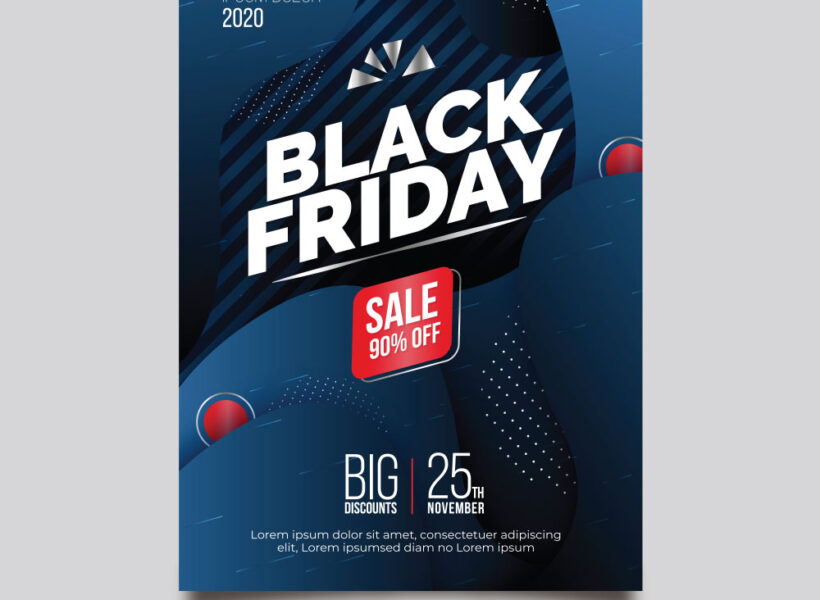 2020
BLACK
FRIDAY
SALE
90% OFF
BIG
DISCOUNTS
25TH
NOVEMBER
Lorem ipsum dolor sit amet, consectetuer adipiscing
elit, Lorem ipsumsed diam no Lorem ipsum